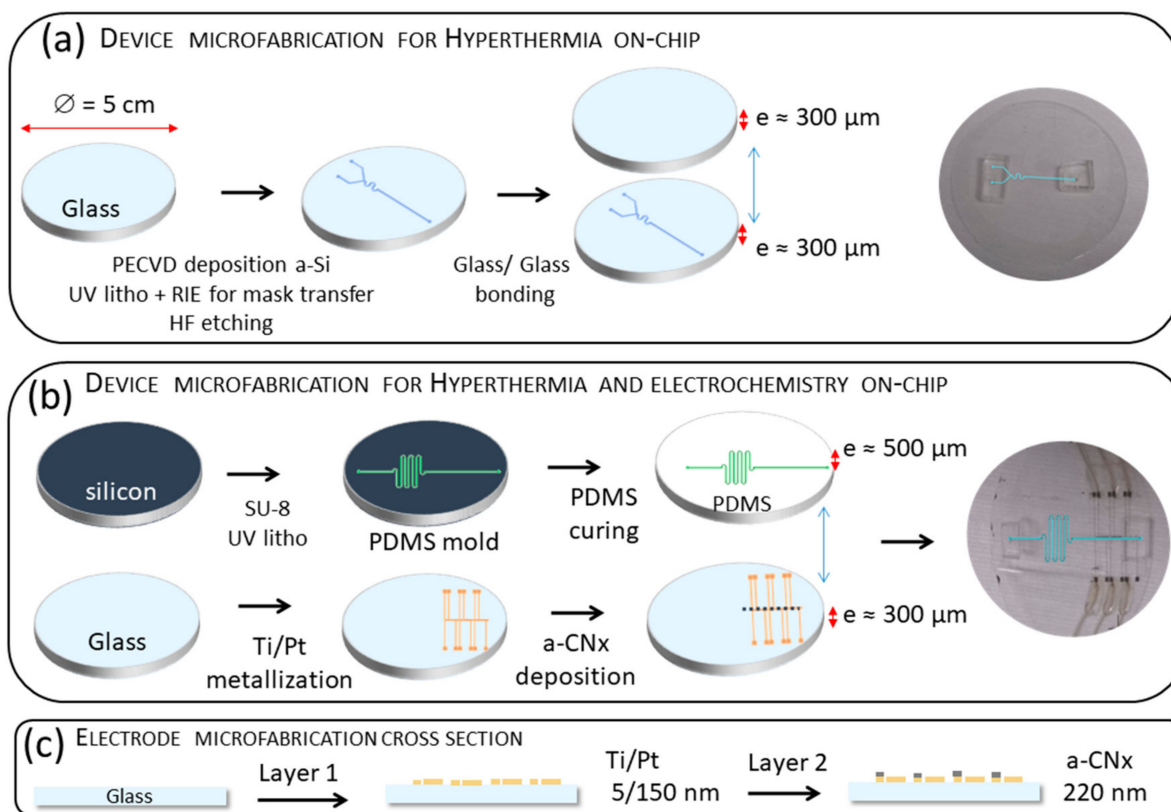 (a) DEVICE MICROFABRICATION FOR HYPERTHERMIA ON-CHIP
∅ = 5 cm
Glass
PECVD deposition a-Si
UV litho + RIE for mask transfer
HF etching
Glass/ Glass
bonding
e ≈ 300 µm
e ≈ 300 µm
(b) DEVICE MICROFABRICATION FOR HYPERTHERMIA AND ELECTROCHEMISTRY ON-CHIP
silicon
SU-8
UV litho
PDMS mold
PDMS
curing
PDMS
e ≈ 500 µm
Glass
Ti/Pt
metallization
a-CNx
deposition
e ≈ 300 µm
(c) ELECTRODE MICROFABRICATION CROSS SECTION
Glass
Layer 1
Ti/Pt
5/150 nm
Layer 2
a-CNx
220 nm